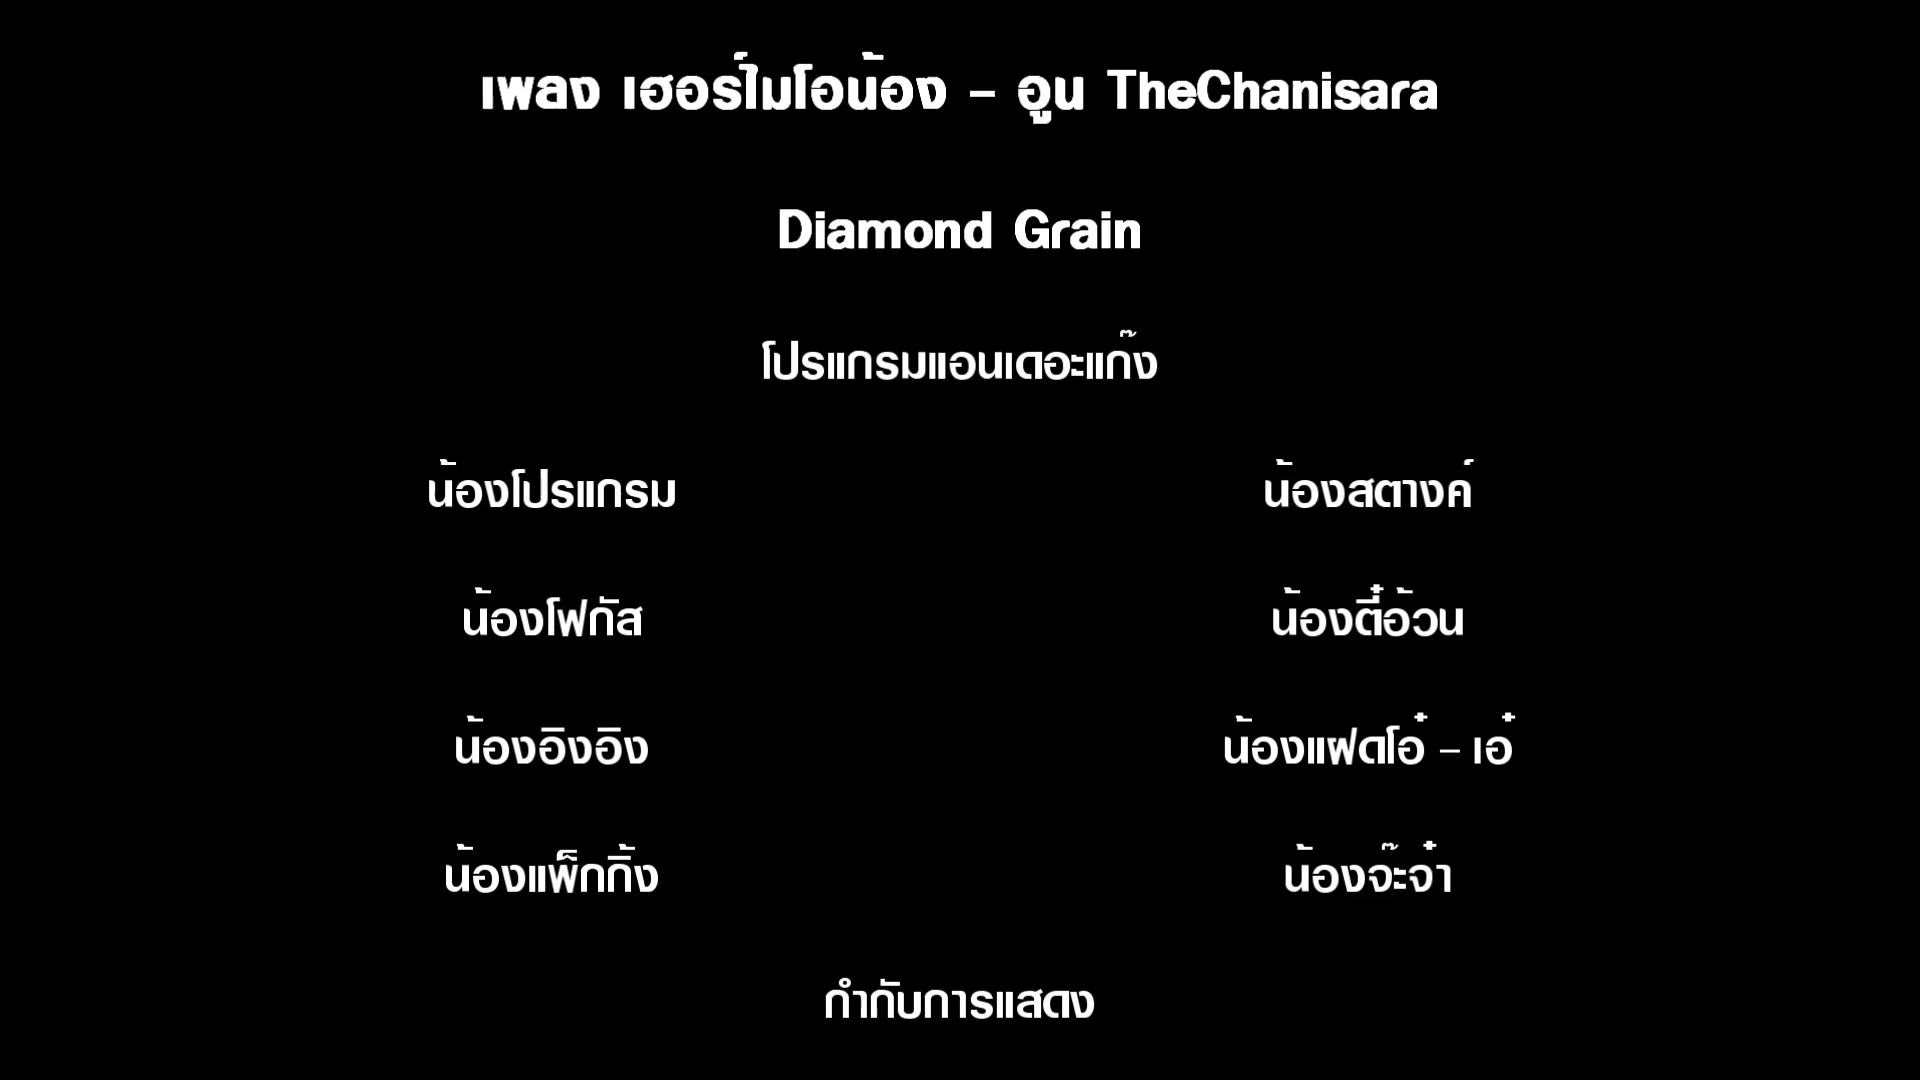 เพลง เฮอร์ไมโอน้อง – อูน TheChanisara
Diamond Grain
โปรแกรมแอนเดอะแก๊ง
น้องโปรแกรม
น้องสตางค์
น้องโฟกัส
น้องตี๋อ้วน
น้องอิงอิง
น้องแฝดโอ๋ – เอ๋
น้องแพ็กกิ้ง
น้องจ๊ะจ๋า
กำกับการแสดง